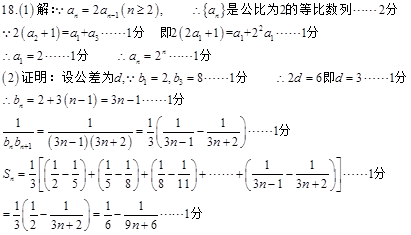 18.(1)解:∵ aₙ = 2aₙ₋₁(n≥2), ∴{aₙ}是公比为2的等比数列……2分
∵2(a₂+1)=a₁+a₃……1分 即2(2a₁+1)=a₁+2²a₁……1分
∴a₁=2……1分 ∴aₙ=2ⁿ……1分
(2)证明：设公差为d,∵ b₁=2, b₃=8……1分 ∴2d=6即d=3……1分
∴bₙ=2+3(n−1)=3n−1……1分
1/(bₙbₙ₊₁) = 1/((3n−1)(3n+2)) = 1/3(1/(3n−1) − 1/(3n+2))……1分
Sₙ = 1/3[(1/2 − 1/5)+(1/5 − 1/8)+(1/8 − 1/11)+……+(1/(3n−1) − 1/(3n+2))]……1分
= 1/3(1/2 − 1/(3n+2)) = 1/6 − 1/(9n+6)……1分